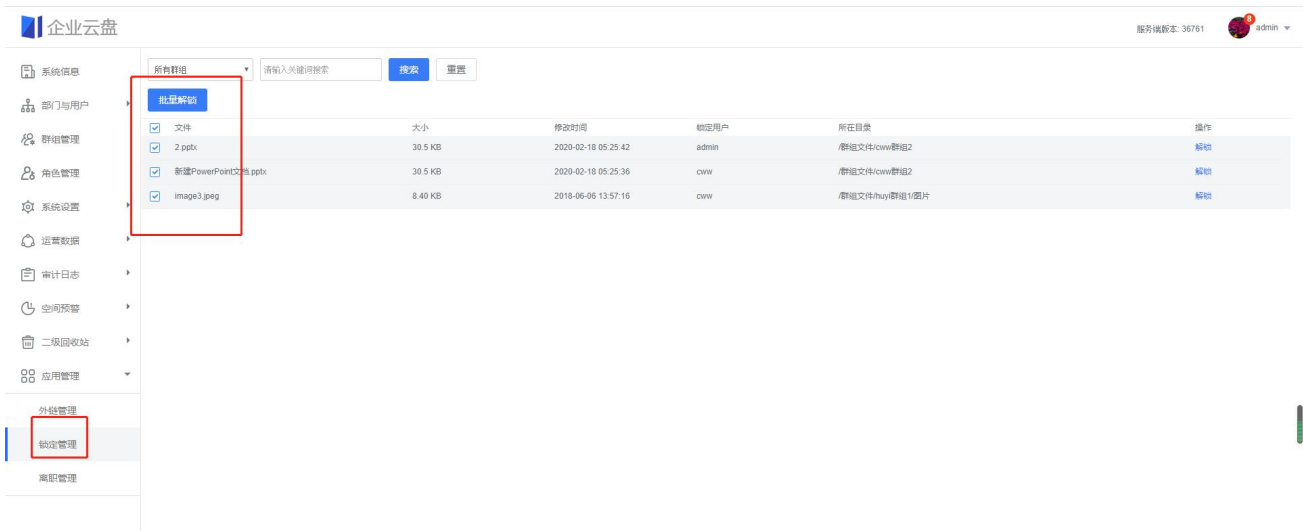 企业云盘
服务端版本: 36761
8
admin
系统信息
部门与用户
群组管理
角色管理
系统设置
运营数据
审计日志
空间预警
二级回收站
应用管理
外链管理
锁定管理
离职管理
所有群组 请输入关键词搜索 搜索 重置
批量解锁
文件 大小 修改时间 锁定用户 所在目录 操作
2.pptx 30.5 KB 2020-02-18 05:25:42 admin /群组文件/cww群组2 解锁
新建PowerPoint文档.pptx 30.5 KB 2020-02-18 05:25:36 cww /群组文件/cww群组2 解锁
image3.jpeg 8.40 KB 2018-06-06 13:57:16 cww /群组文件/huyi群组1/图片 解锁